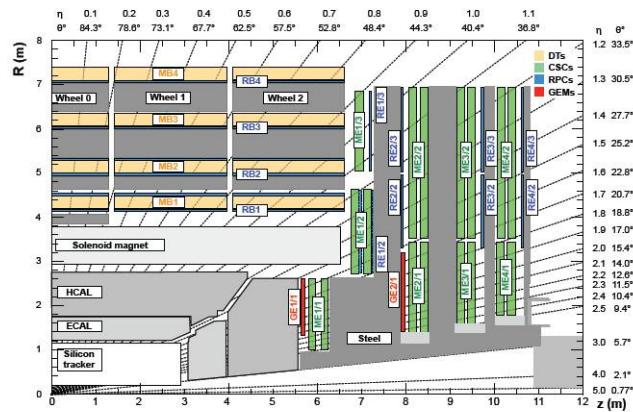 η 0.1 0.2 0.3 0.4 0.5 0.6 0.7 0.8 0.9 1.0 1.1
θ° 84.3° 78.6° 73.1° 67.7° 62.5° 57.5° 52.8° 48.4° 44.3° 40.4° 36.8° η θ°
R (m)
8
7
6
5
4
3
2
1
0
DTs
CSCs
RPCs
GEMs
MB4
Wheel 0 Wheel 1 RB4 Wheel 2
MB3
RB3
MB2
RB2
MB1
RB1
Solenoid magnet
HCAL
ECAL
Silicon
tracker
Steel
ME1/3
RE1/3
ME1/2
RE1/2
GE1/1
ME1/1
RE2/3
RE2/2
ME2/2
GE2/1
ME2/1
ME3/2
ME3/1
RE3/3
RE3/2
ME4/2
ME4/1
RE4/3
RE4/2
1.2 33.5°
1.3 30.5°
1.4 27.7°
1.5 25.2°
1.6 22.8°
1.7 20.7°
1.8 18.8°
1.9 17.0°
2.0 15.4°
2.1 14.0°
2.2 12.6°
2.3 11.5°
2.4 10.4°
2.5 9.4°
3.0 5.7°
4.0 2.1°
5.0 0.77°
0 1 2 3 4 5 6 7 8 9 10 11 12 z (m)